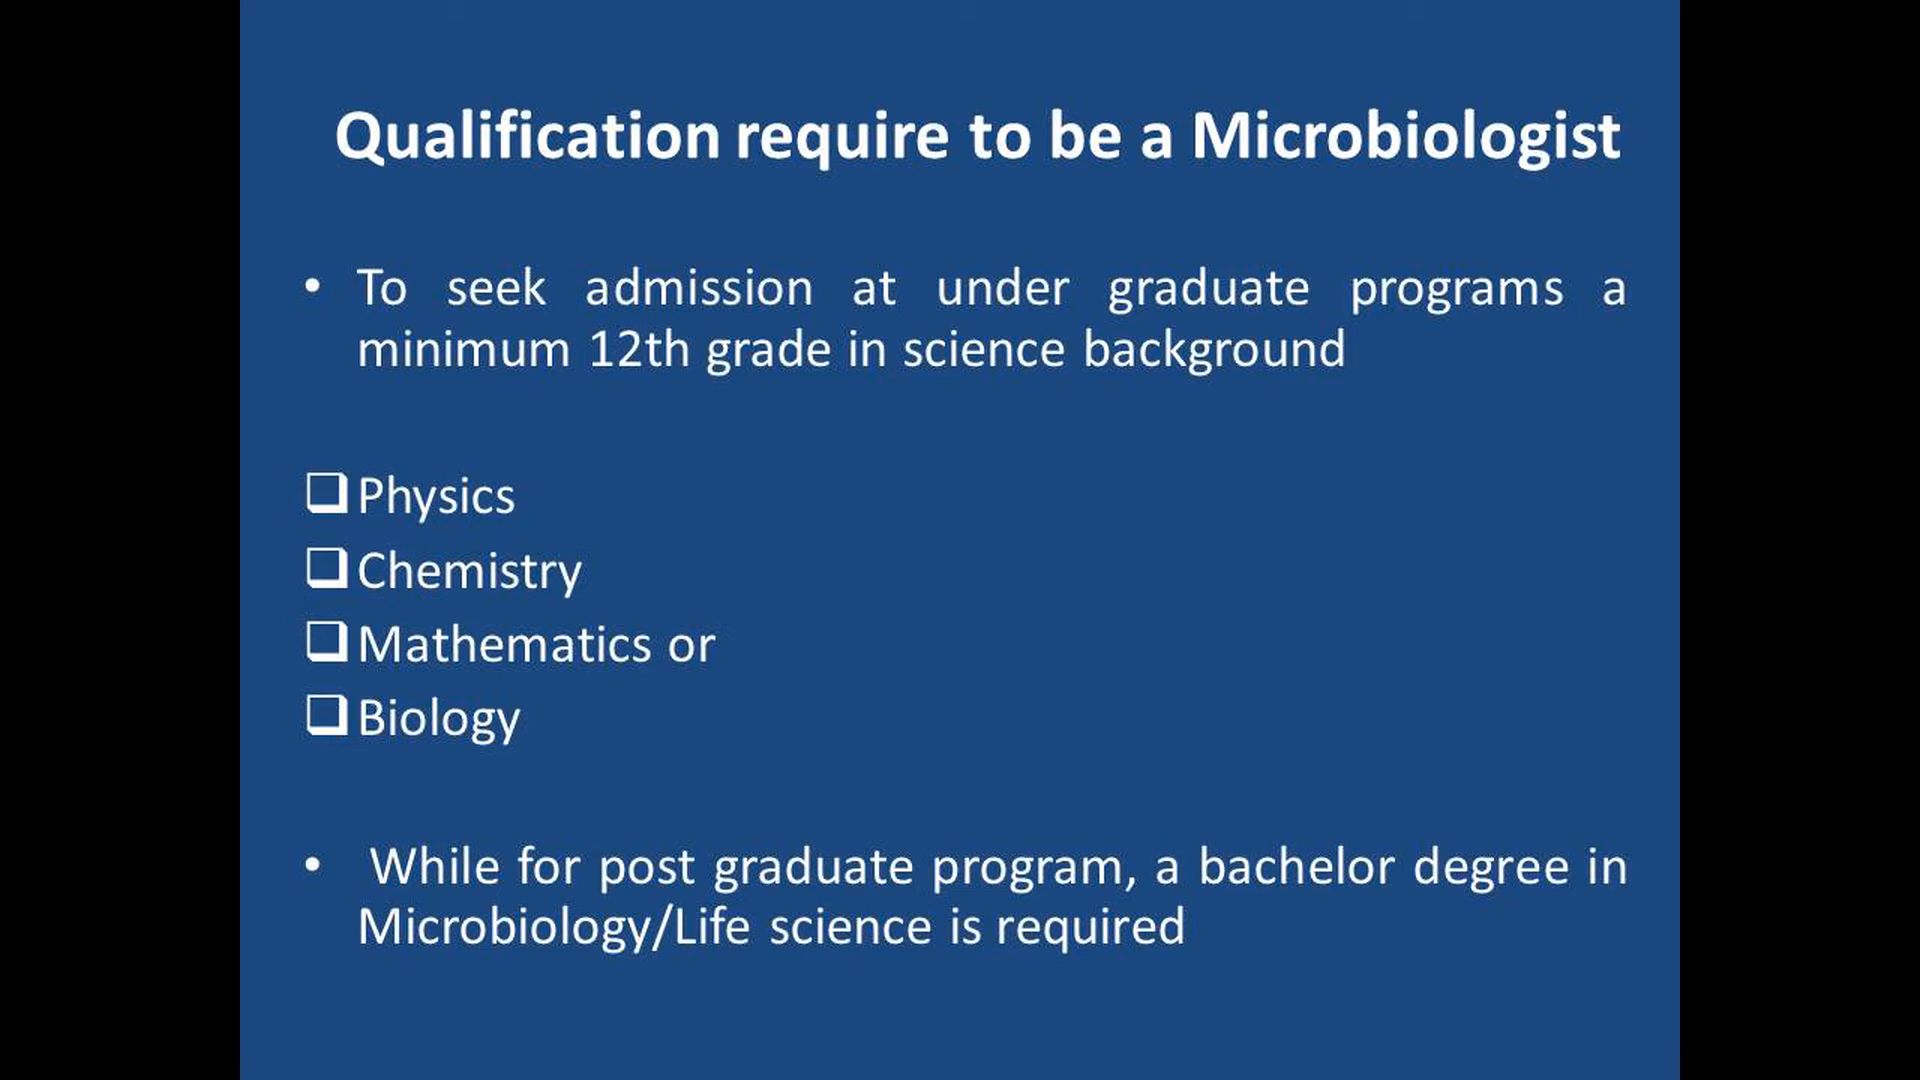 Qualification require to be a Microbiologist
• To seek admission at under graduate programs a
minimum 12th grade in science background
❑ Physics
❑ Chemistry
❑ Mathematics or
❑ Biology
• While for post graduate program, a bachelor degree in
Microbiology/Life science is required